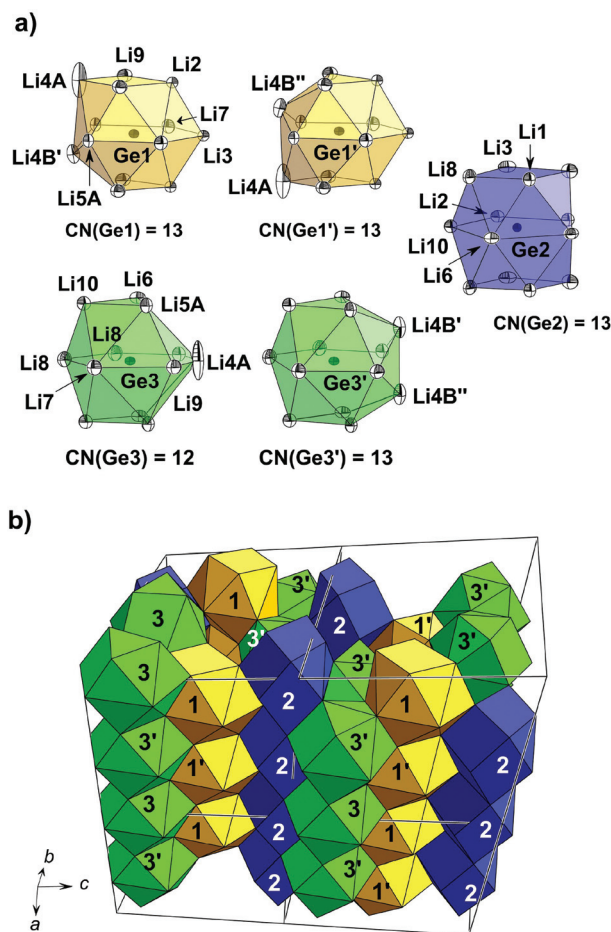 a)
Li9
Li4A
Li2
Li7
Li4B'
Ge1
Li3
Li5A
CN(Ge1) = 13
Li4B"
Ge1'
Li4A
CN(Ge1') = 13
Li1
Li3
Li8
Li2
Li10
Ge2
Li6
CN(Ge2) = 13
Li6
Li10
Li5A
Li8
Li8
Li4A
Ge3
Li7
Li9
CN(Ge3) = 12
Li4B'
Ge3'
Li4B"
CN(Ge3') = 13
b)
3'
3'
1
2
3
1'
3'
3'
3
3'
1
2
1
3'
1'
2
3'
1'
2
3
1
2
3
1
2
3'
2
3'
1'
2
b
c
a